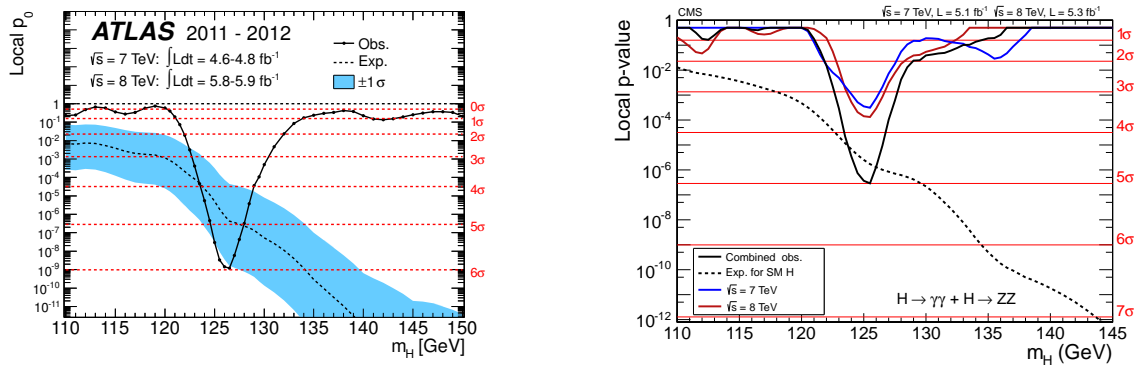 ATLAS 2011 - 2012
√s = 7 TeV: ∫Ldt = 4.6-4.8 fb⁻¹
√s = 8 TeV: ∫Ldt = 5.8-5.9 fb⁻¹
Obs.
Exp.
±1σ
Local p₀
1
10⁻¹
10⁻²
10⁻³
10⁻⁴
10⁻⁵
10⁻⁶
10⁻⁷
10⁻⁸
10⁻⁹
10⁻¹⁰
10⁻¹¹
0σ
1σ
2σ
3σ
4σ
5σ
6σ
110 115 120 125 130 135 140 145 150
m_H [GeV]
CMS √s = 7 TeV, L = 5.1 fb⁻¹ √s = 8 TeV, L = 5.3 fb⁻¹
Local p-value
1
10⁻²
10⁻⁴
10⁻⁶
10⁻⁸
10⁻¹⁰
10⁻¹²
1σ
2σ
3σ
4σ
5σ
6σ
7σ
Combined obs.
Exp. for SM H
√s = 7 TeV
√s = 8 TeV
H → γγ + H → ZZ
110 115 120 125 130 135 140 145
m_H (GeV)